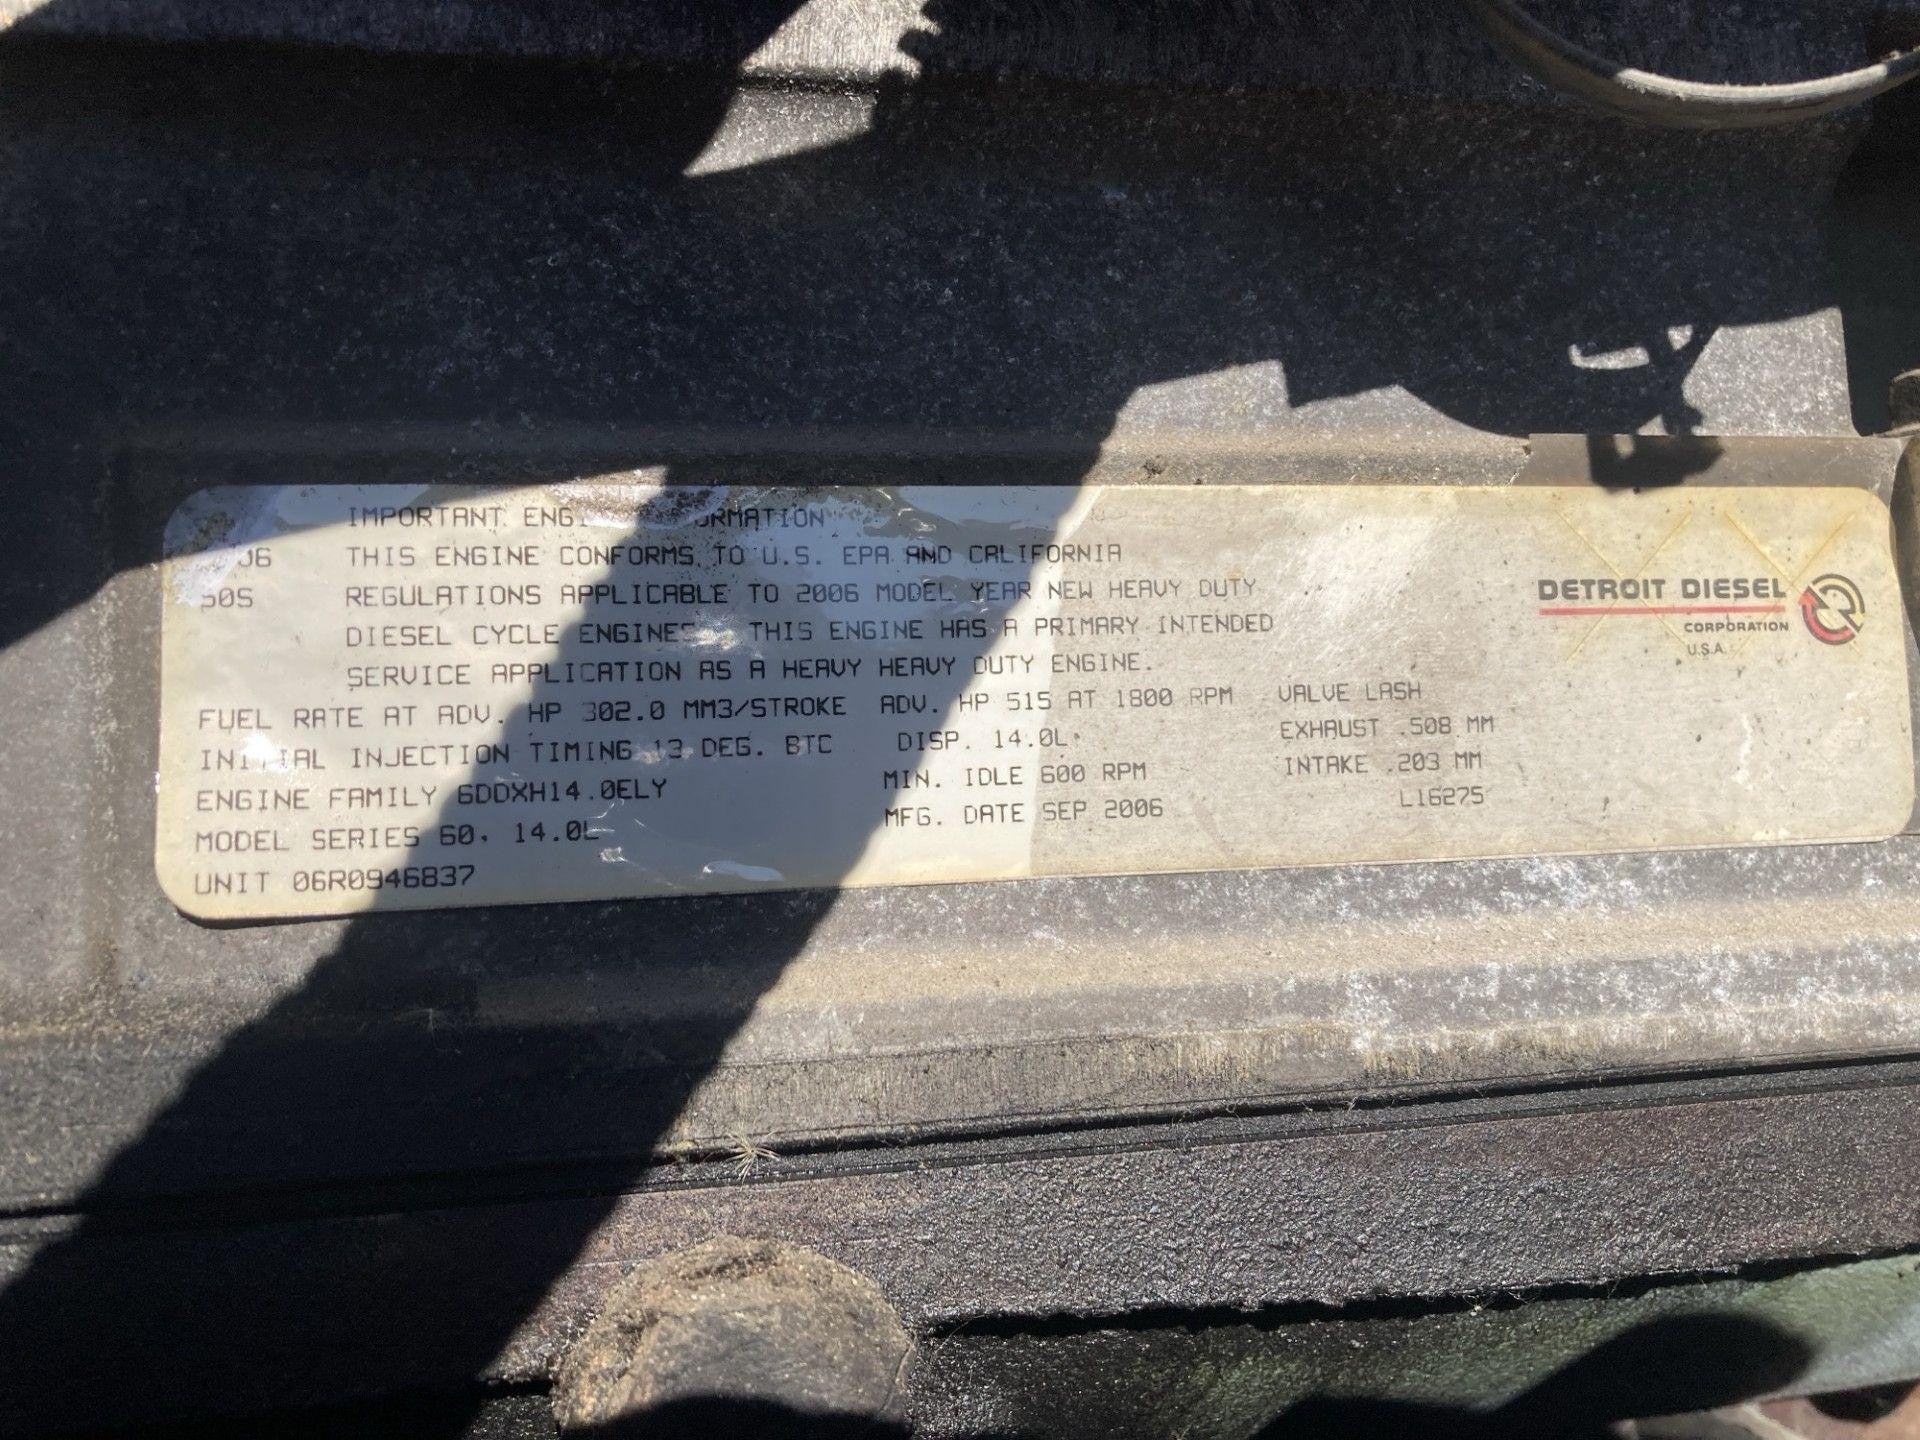 IMPORTANT ENGI ORMATION
06 THIS ENGINE CONFORMS TO U.S. EPA AND CALIFORNIA
50S REGULATIONS APPLICABLE TO 2006 MODEL YEAR NEW HEAVY DUTY
DIESEL CYCLE ENGINES. THIS ENGINE HAS A PRIMARY INTENDED
SERVICE APPLICATION AS A HEAVY HEAVY DUTY ENGINE.
FUEL RATE AT ADV. HP 302.0 MM3/STROKE ADV. HP 515 AT 1800 RPM VALVE LASH
INITIAL INJECTION TIMING 13 DEG. BTC DISP. 14.0L EXHAUST .508 MM
ENGINE FAMILY 6DDXH14.0ELY MIN. IDLE 600 RPM INTAKE .203 MM
MODEL SERIES 60, 14.0L MFG. DATE SEP 2006 L16275
UNIT 06R0946837
DETROIT DIESEL
CORPORATION
U.S.A.